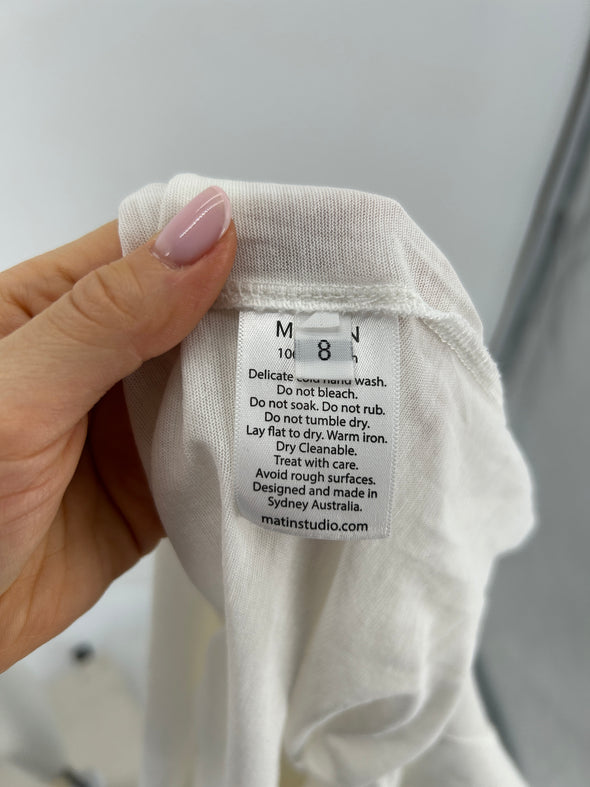 8
Delicate cold hand wash.
Do not bleach.
Do not soak. Do not rub.
Do not tumble dry.
Lay flat to dry. Warm iron.
Dry Cleanable.
Treat with care.
Avoid rough surfaces.
Designed and made in
Sydney Australia.
matinstudio.com